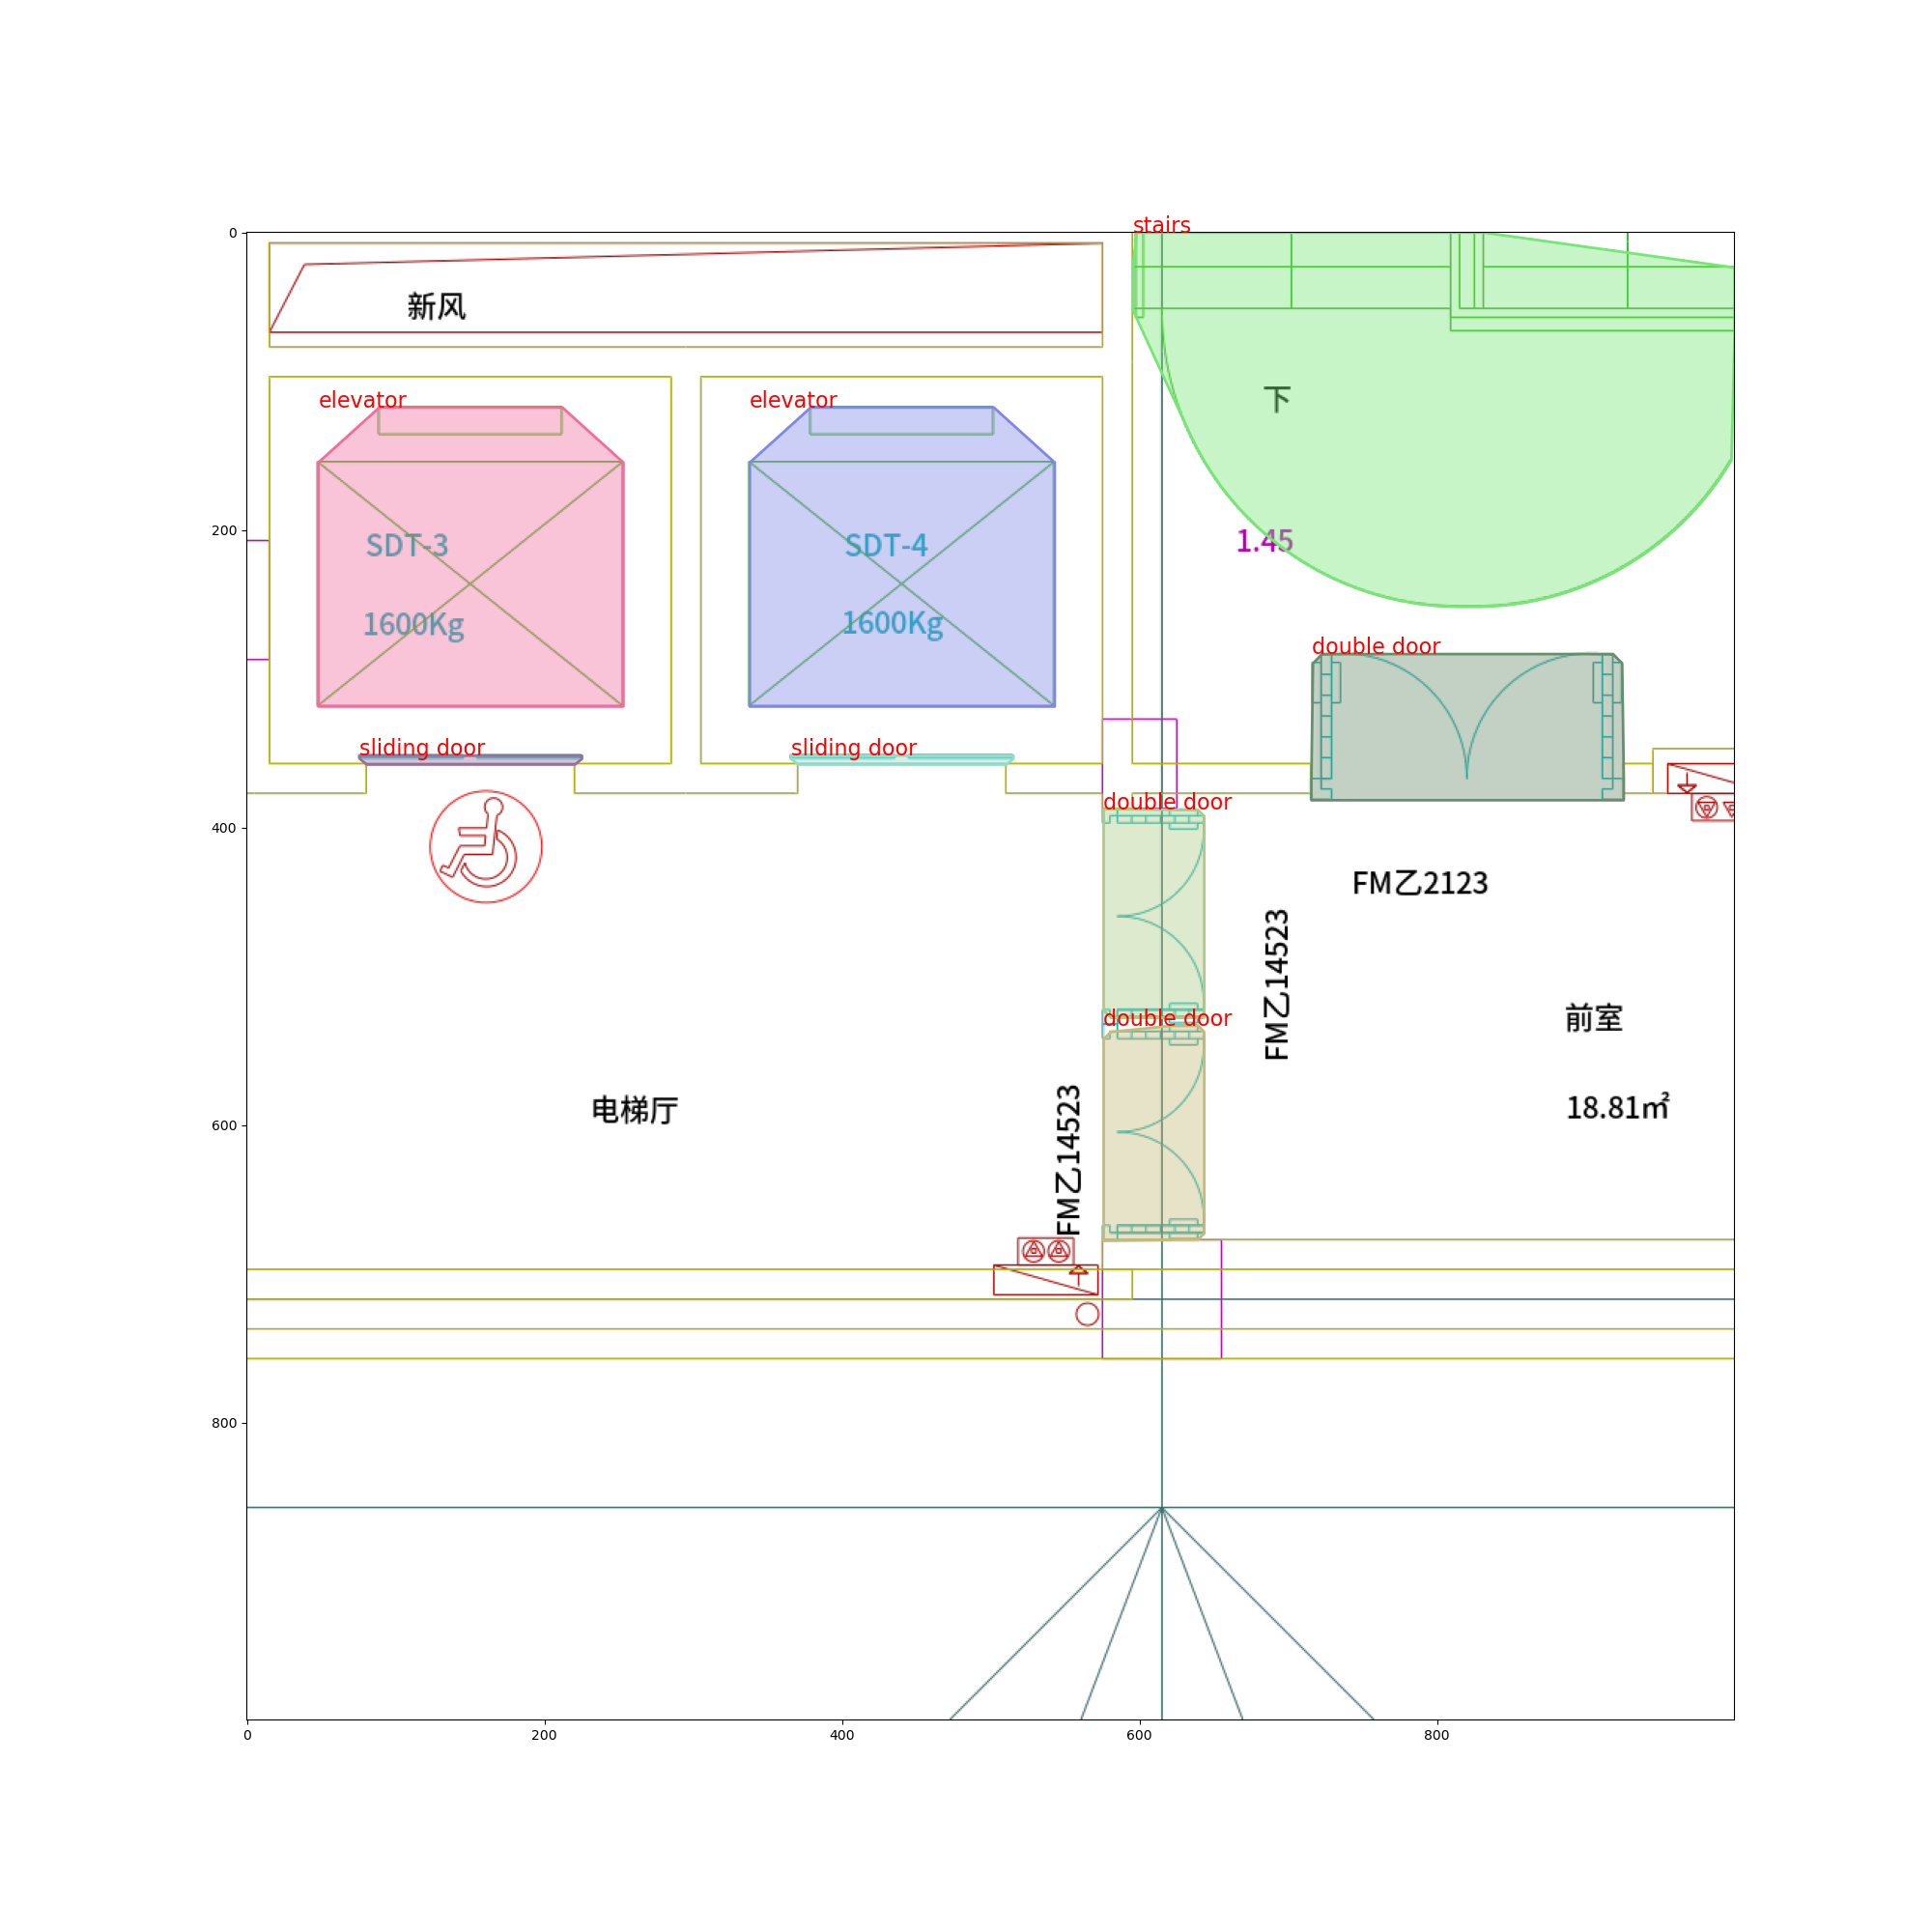 0
stairs
新风
elevator
elevator
下
200
SDT-3
SDT-4
1.45
1600Kg
1600Kg
double door
sliding door
sliding door
400
double door
FM乙2123
FM乙14523
double door
前室
电梯厅
18.81㎡
600
FM乙14523
800
0
200
400
600
800